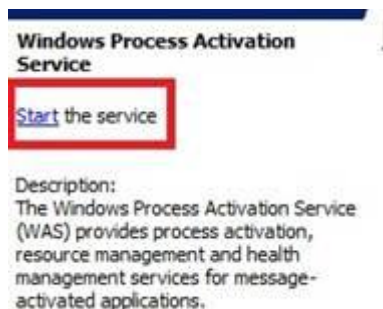 Windows Process Activation
Service
Start the service
Description:
The Windows Process Activation Service
(WAS) provides process activation,
resource management and health
management services for message-
activated applications.